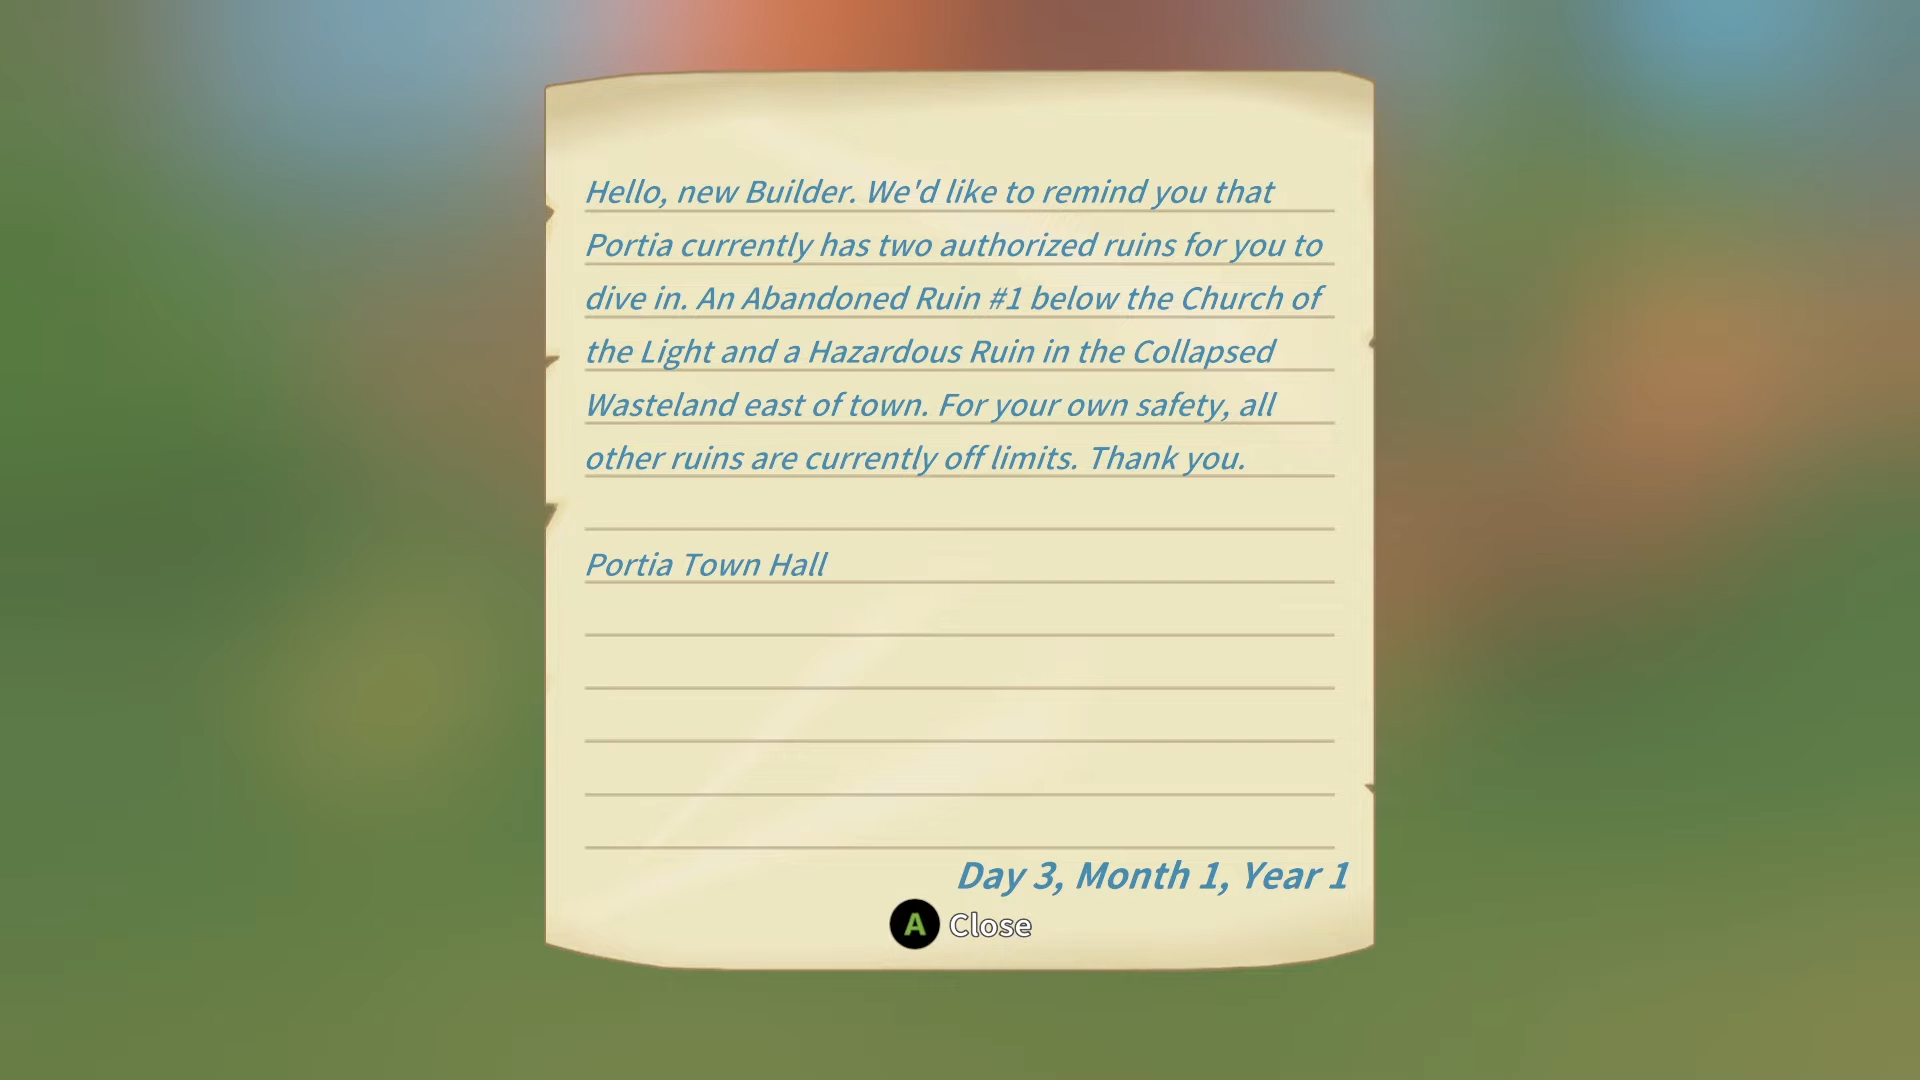 Hello, new Builder. We'd like to remind you that
Portia currently has two authorized ruins for you to
dive in. An Abandoned Ruin #1 below the Church of
the Light and a Hazardous Ruin in the Collapsed
Wasteland east of town. For your own safety, all
other ruins are currently off limits. Thank you.
Portia Town Hall
Day 3, Month 1, Year 1
A Close